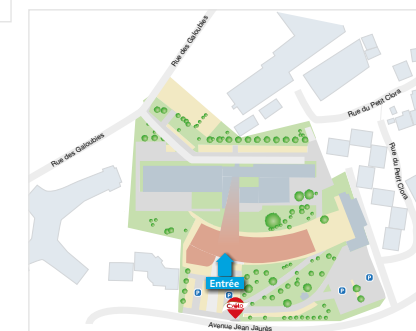 Rue des Galoubies
Rue du Petit Clora
Rue des Galoubies
Rue du Petit Clora
Entrée
P
P
P
P
Avenue Jean Jaurès